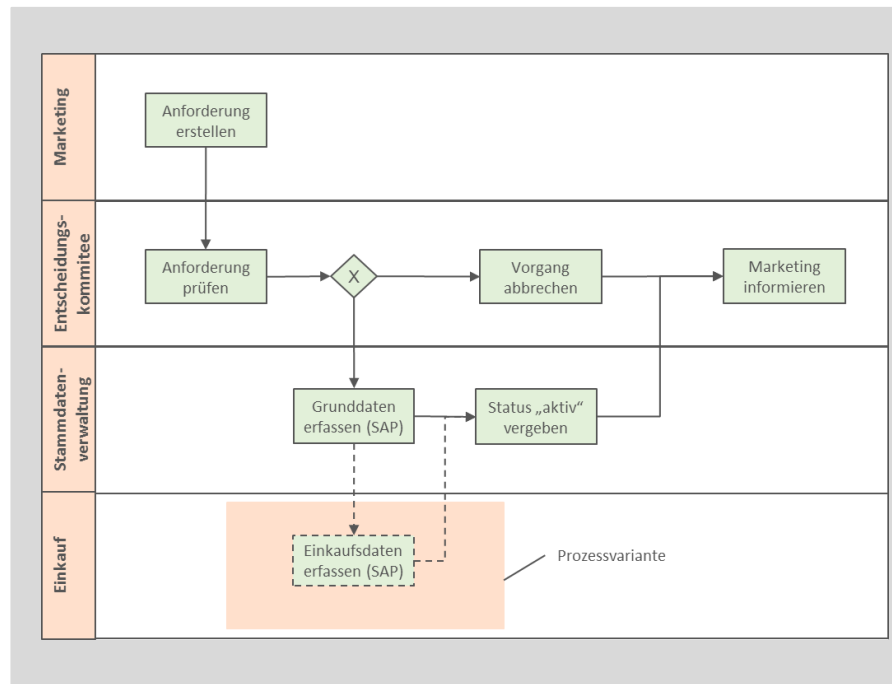 Marketing
Anforderung
erstellen
Entscheidungs-
kommitee
Anforderung
prüfen
X
Vorgang
abbrechen
Marketing
informieren
Stammdaten-
verwaltung
Grunddaten
erfassen (SAP)
Status „aktiv“
vergeben
Einkauf
Einkaufsdaten
erfassen (SAP)
Prozessvariante